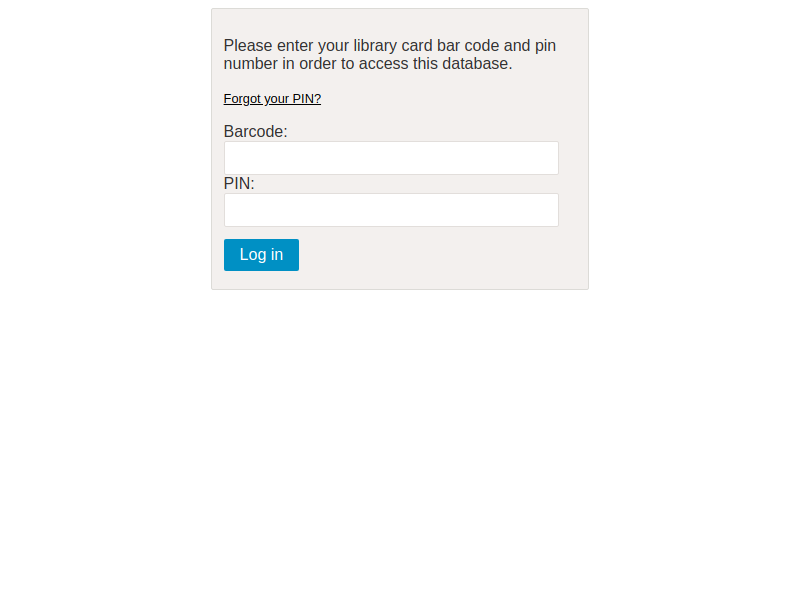 Please enter your library card bar code and pin
number in order to access this database.
Forgot your PIN?
Barcode:
PIN:
Log in